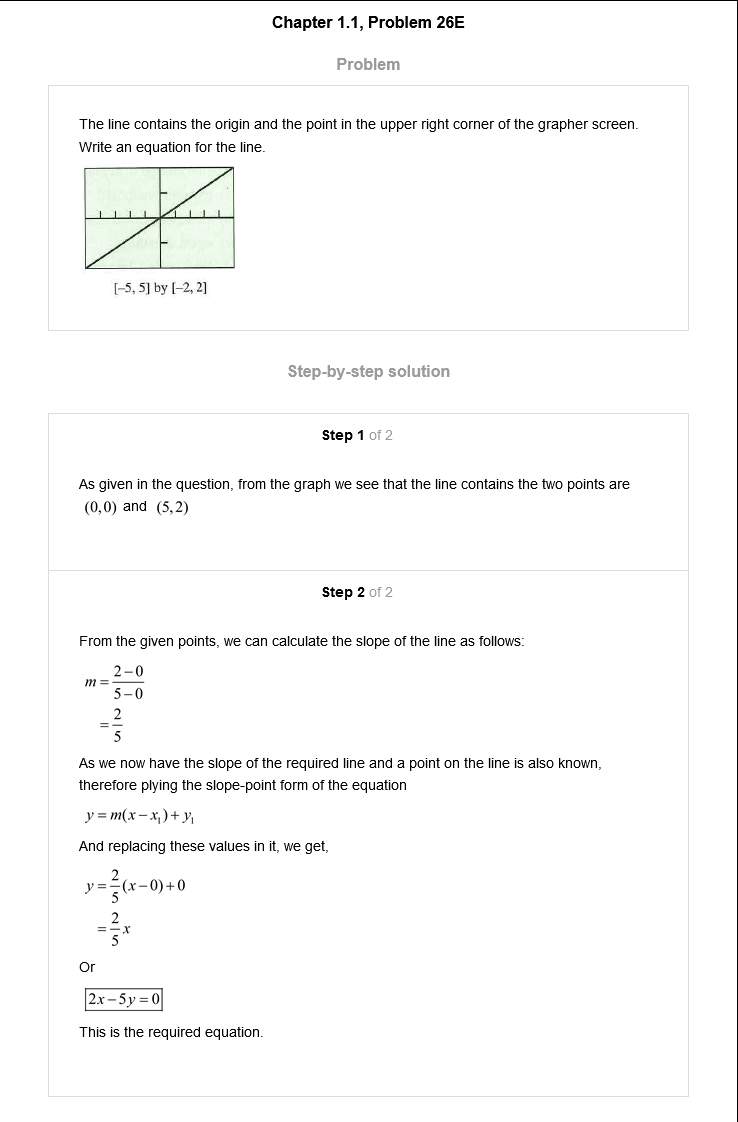 Chapter 1.1, Problem 26E
Problem
The line contains the origin and the point in the upper right corner of the grapher screen.
Write an equation for the line.
[−5, 5] by [−2, 2]
Step-by-step solution
Step 1 of 2
As given in the question, from the graph we see that the line contains the two points are
(0,0) and (5,2)
Step 2 of 2
From the given points, we can calculate the slope of the line as follows:
m = (2−0)/(5−0)
= 2/5
As we now have the slope of the required line and a point on the line is also known,
therefore plying the slope-point form of the equation
y = m(x − x₁) + y₁
And replacing these values in it, we get,
y = 2/5 (x − 0) + 0
= 2/5 x
Or
2x − 5y = 0
This is the required equation.